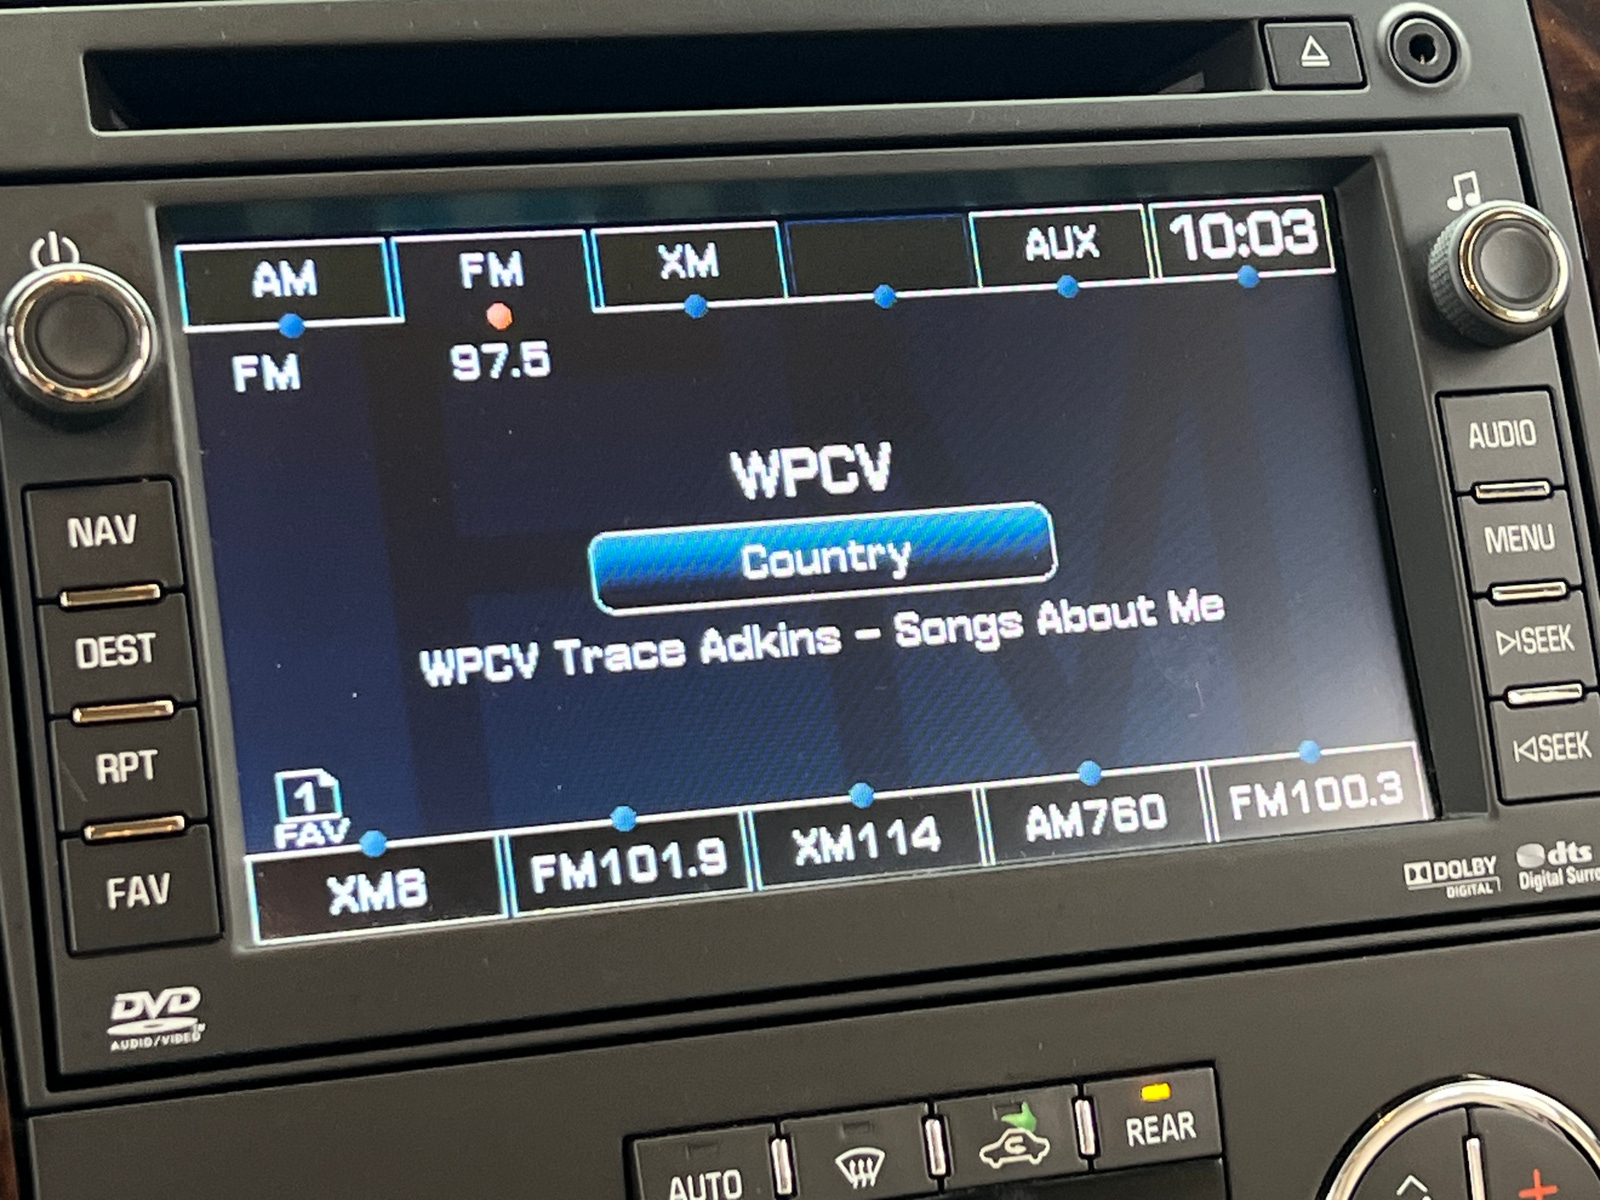 AM
FM
XM
AUX
10:03
FM
97.5
NAV
AUDIO
WPCV
Country
MENU
WPCV Trace Adkins - Songs About Me
DEST
SEEK
RPT
SEEK
1
FAV
XM8
FM101.9
XM114
AM760
FM100.3
FAV
DOLBY
DIGITAL
dts
Digital Surro
DVD
AUDIO/VIDEO
AUTO
REAR